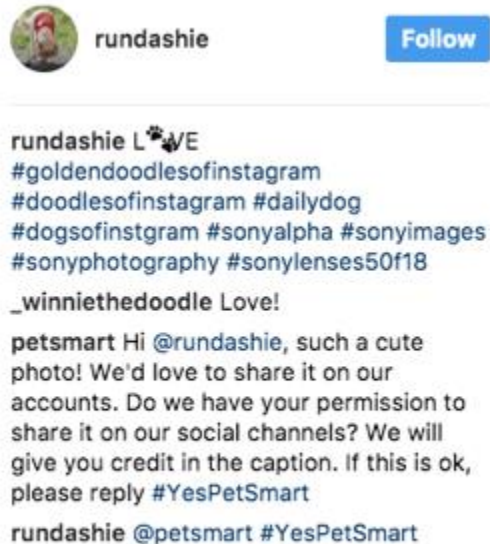 rundashie
Follow
rundashie L🐾VE
#goldendoodlesofinstagram
#doodlesofinstagram #dailydog
#dogsofinstgram #sonyalpha #sonyimages
#sonyphotography #sonylenses50f18
_winniethedoodle Love!
petsmart Hi @rundashie, such a cute
photo! We'd love to share it on our
accounts. Do we have your permission to
share it on our social channels? We will
give you credit in the caption. If this is ok,
please reply #YesPetSmart
rundashie @petsmart #YesPetSmart